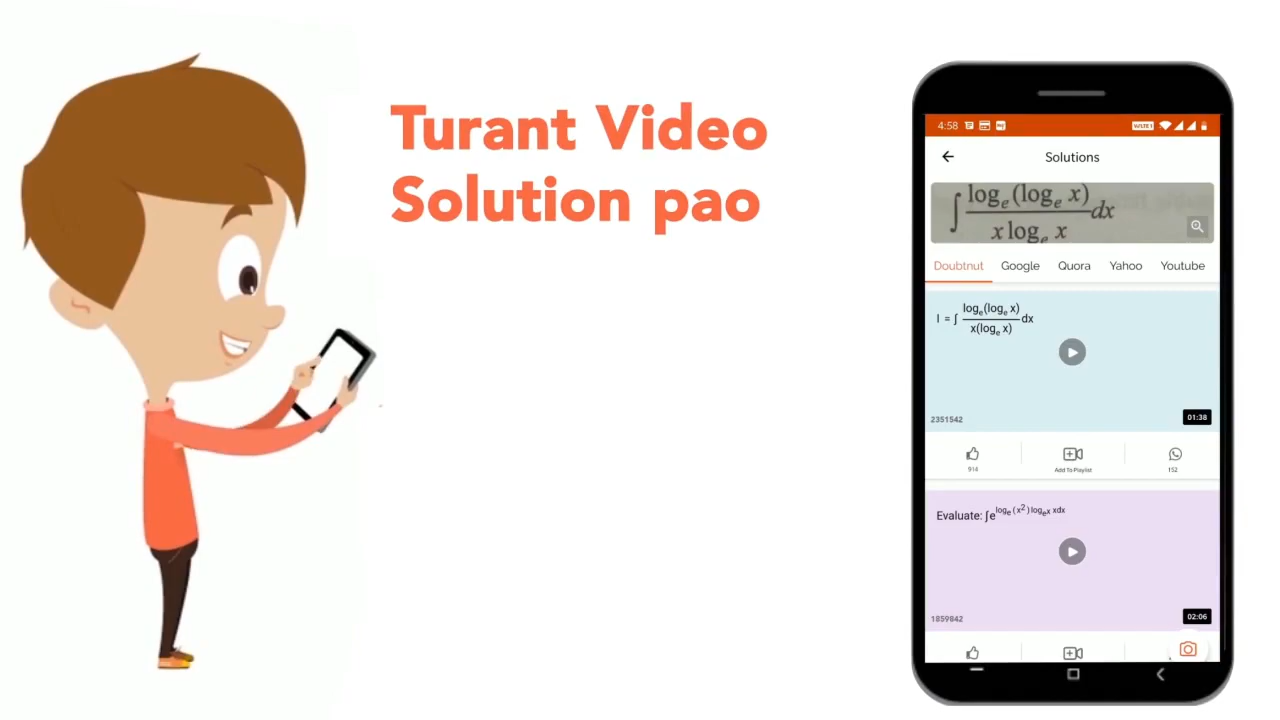 Turant Video
Solution pao
4:58
Solutions
∫ logₑ(logₑ x) / x logₑ x dx
Doubtnut Google Quora Yahoo Youtube
I = ∫ logₑ(logₑ x) / x(logₑ x) dx
2351542 01:38
914 Add To Playlist 152
Evaluate: ∫e^logₑ(x²)logₑx xdx
1859842 02:06